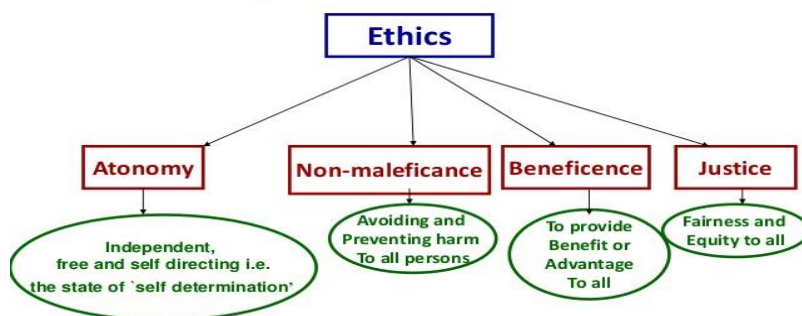 Ethics
Atonomy
Non-maleficance
Beneficence
Justice
Independent,
free and self directing i.e.
the state of `self determination'
Avoiding and
Preventing harm
To all persons
To provide
Benefit or
Advantage
To all
Fairness and
Equity to all